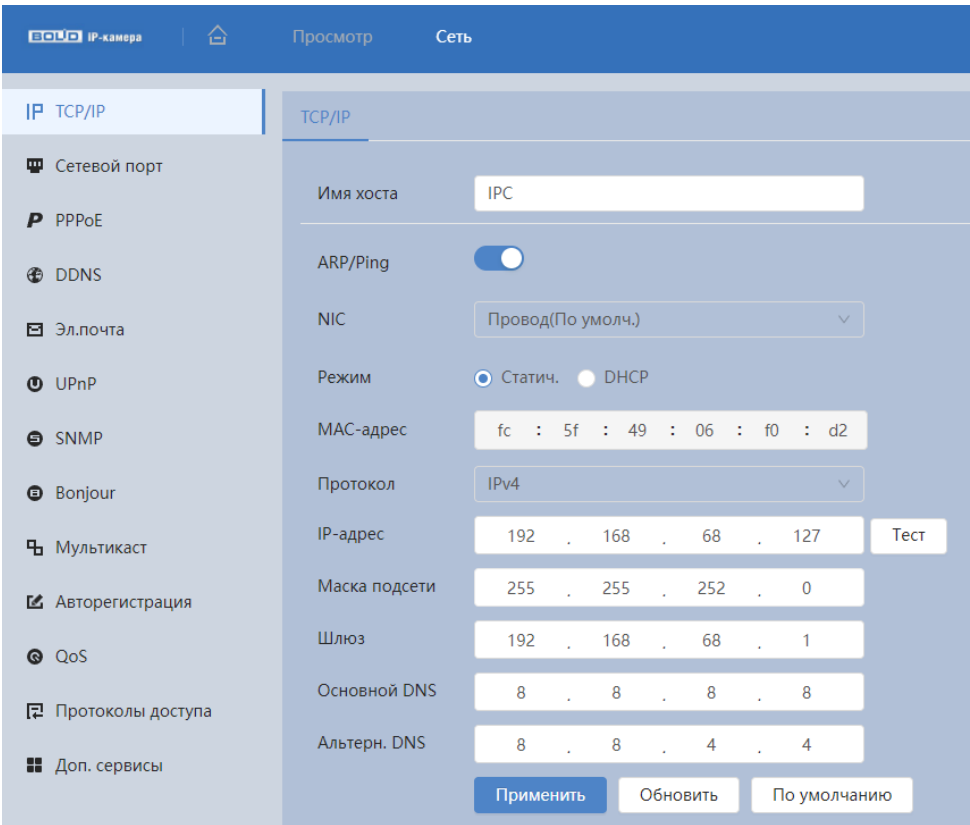 BOLID IP-камера Просмотр Сеть
TCP/IP
Сетевой порт
PPPoE
DDNS
Эл.почта
UPnP
SNMP
Bonjour
Мультикаст
Авторегистрация
QoS
Протоколы доступа
Доп. сервисы
TCP/IP
Имя хоста IPC
ARP/Ping
NIC Провод(По умолч.)
Режим Статич. DHCP
MAC-адрес fc : 5f : 49 : 06 : f0 : d2
Протокол IPv4
IP-адрес 192 . 168 . 68 . 127 Тест
Маска подсети 255 . 255 . 252 . 0
Шлюз 192 . 168 . 68 . 1
Основной DNS 8 . 8 . 8 . 8
Альтерн. DNS 8 . 8 . 4 . 4
Применить Обновить По умолчанию